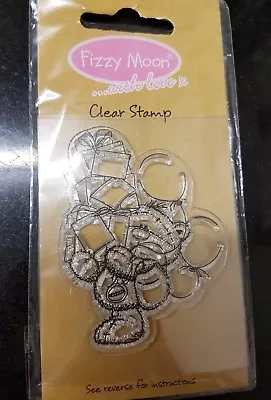 Fizzy Moon
...with love x
Clear Stamp
See reverse for instructions